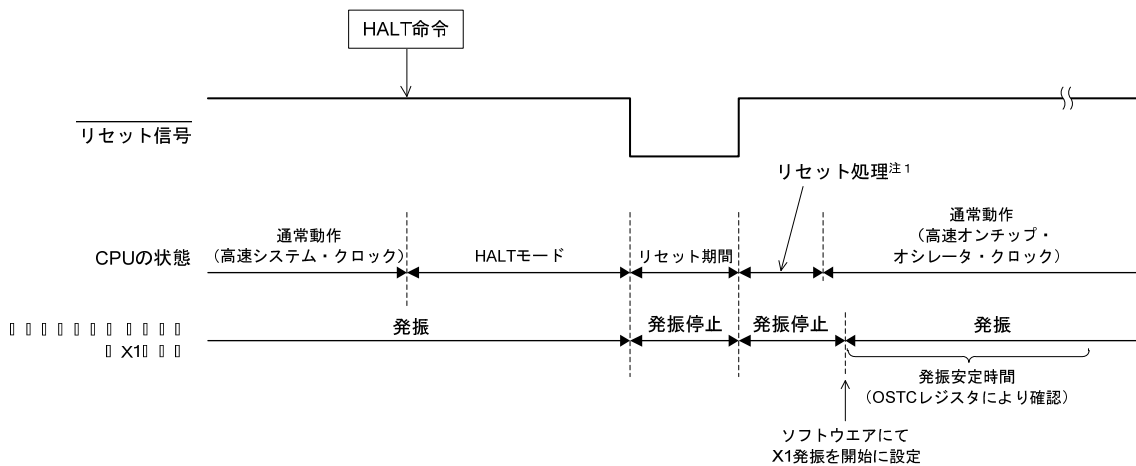 HALT命令
リセット信号
リセット処理注1
CPUの状態
通常動作
(高速システム・クロック)
HALTモード
リセット期間
通常動作
(高速オンチップ・
オシレータ・クロック)
X1
発振
発振停止
発振停止
発振
発振安定時間
(OSTCレジスタにより確認)
ソフトウエアにて
X1発振を開始に設定